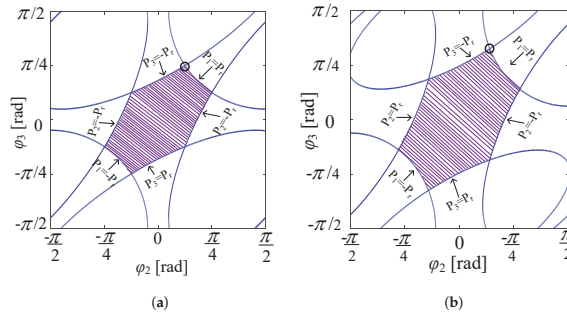 π/2
π/4
0
-π/4
-π/2
φ₃ [rad]
P₃=-Pᵣ
P₁=Pᵣ
P₂=-Pᵣ
P₂=Pᵣ
P₁=-Pᵣ
P₃=Pᵣ
-π/2
-π/4
0
π/4
π/2
φ₂ [rad]
(a)
π/2
π/4
0
-π/4
-π/2
φ₃ [rad]
P₃=-Pᵣ
P₁=Pᵣ
P₂=-Pᵣ
P₂=Pᵣ
P₁=-Pᵣ
P₃=Pᵣ
-π/2
-π/4
0
π/4
π/2
φ₂ [rad]
(b)